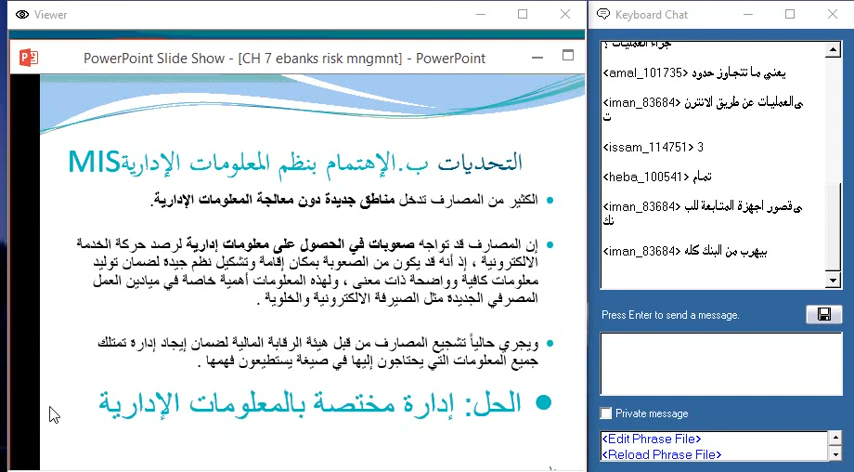 Viewer
PowerPoint Slide Show - [CH 7 ebanks risk mngmnt] - PowerPoint
التحديات ب.الإهتمام بنظم المعلومات الإداريةMIS
• الكثير من المصارف تدخل مناطق جديدة دون معالجة المعلومات الإدارية.
• إن المصارف قد تواجه صعوبات في الحصول على معلومات إدارية لرصد حركة الخدمة
الالكترونية ، إذ أنه قد يكون من الصعوبة بمكان إقامة وتشكيل نظم جيدة لضمان توليد
معلومات كافية وواضحة ذات معنى ، ولهذه المعلومات أهمية خاصة في ميادين العمل
المصرفي الجديدة مثل الصيرفة الالكترونية والخلوية .
• ويجري حالياً تشجيع المصارف من قبل هيئة الرقابة المالية لضمان إيجاد إدارة تمتلك
جميع المعلومات التي يحتاجون إليها في صيغة يستطيعون فهمها .
• الحل: إدارة مختصة بالمعلومات الإدارية
Keyboard Chat
جراء العمليات ؟
<amal_101735> يعني ما تتجاوز حدود
<iman_83684> ى العمليات عن طريق الانترن
ت
<issam_114751> 3
<heba_100541> تمام
<iman_83684> ى قصور اجهزة المتابعة للب
نك
<iman_83684> بيهرب من البنك كله
Press Enter to send a message.
Private message
<Edit Phrase File>
<Reload Phrase File>